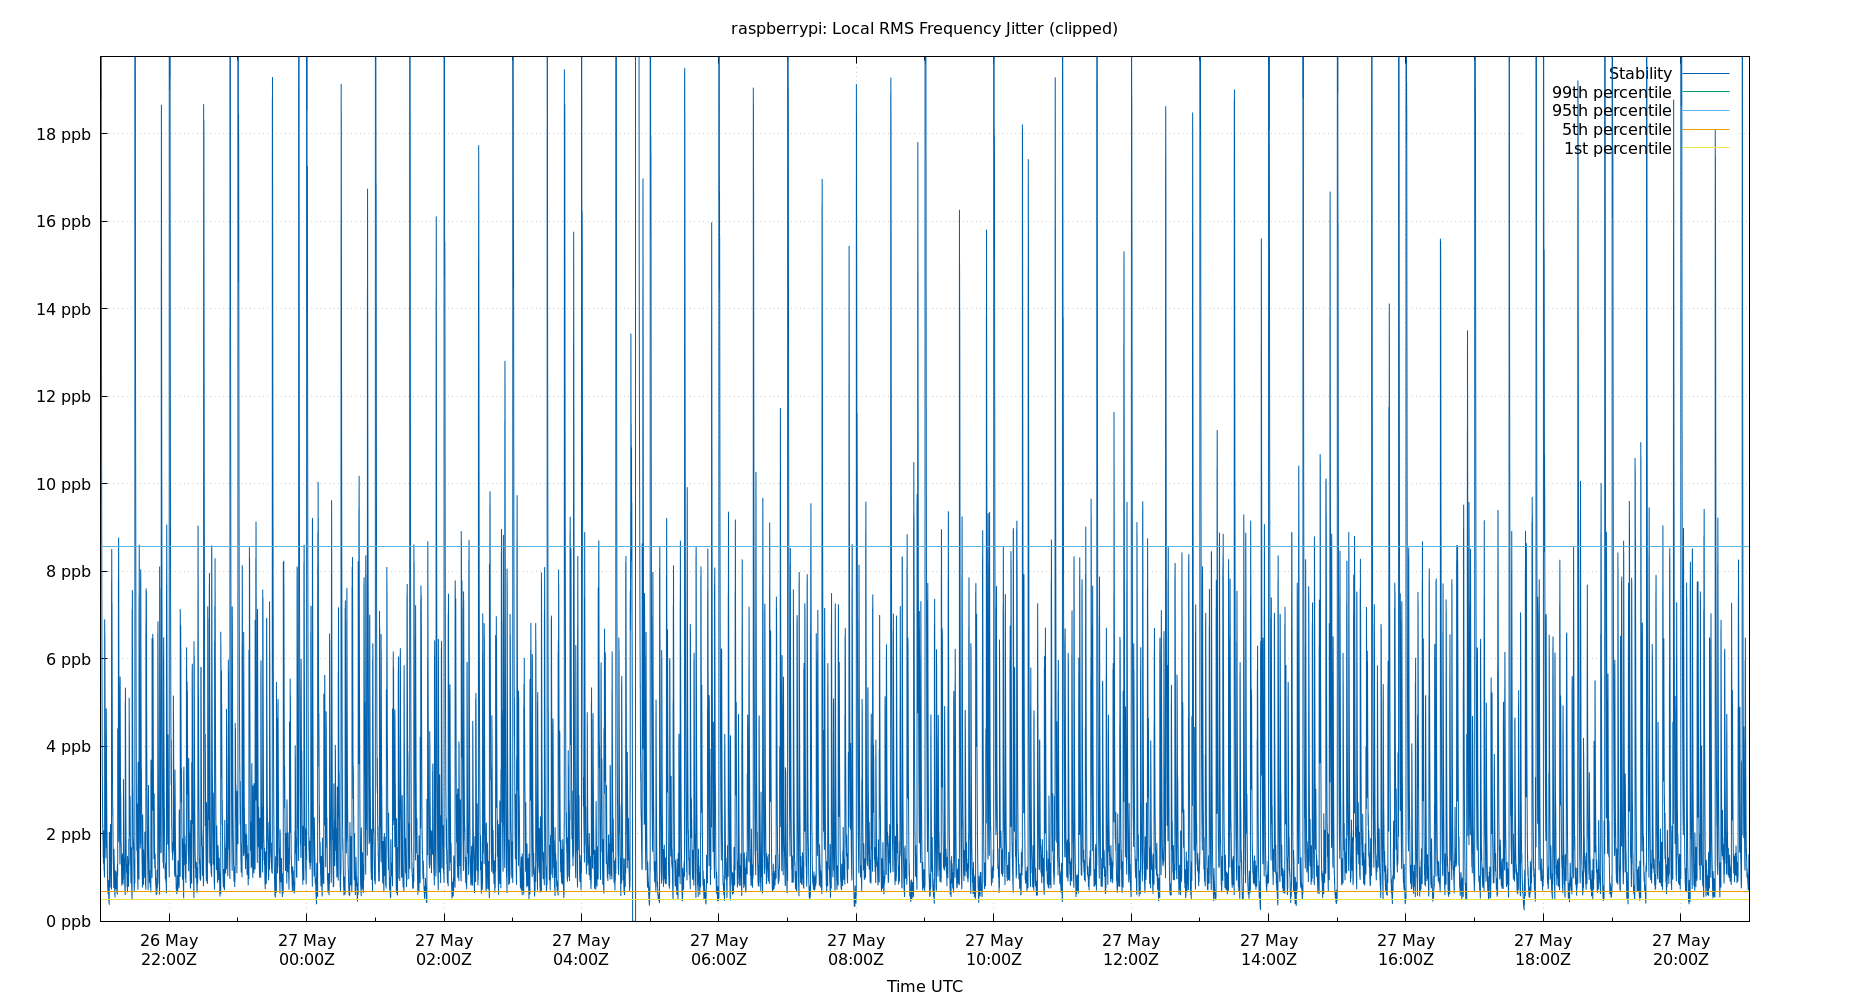 raspberrypi: Local RMS Frequency Jitter (clipped)
Stability
99th percentile
95th percentile
5th percentile
1st percentile
18 ppb
16 ppb
14 ppb
12 ppb
10 ppb
8 ppb
6 ppb
4 ppb
2 ppb
0 ppb
26 May 27 May 27 May 27 May 27 May 27 May 27 May 27 May 27 May 27 May 27 May 27 May
22:00Z 00:00Z 02:00Z 04:00Z 06:00Z 08:00Z 10:00Z 12:00Z 14:00Z 16:00Z 18:00Z 20:00Z
Time UTC